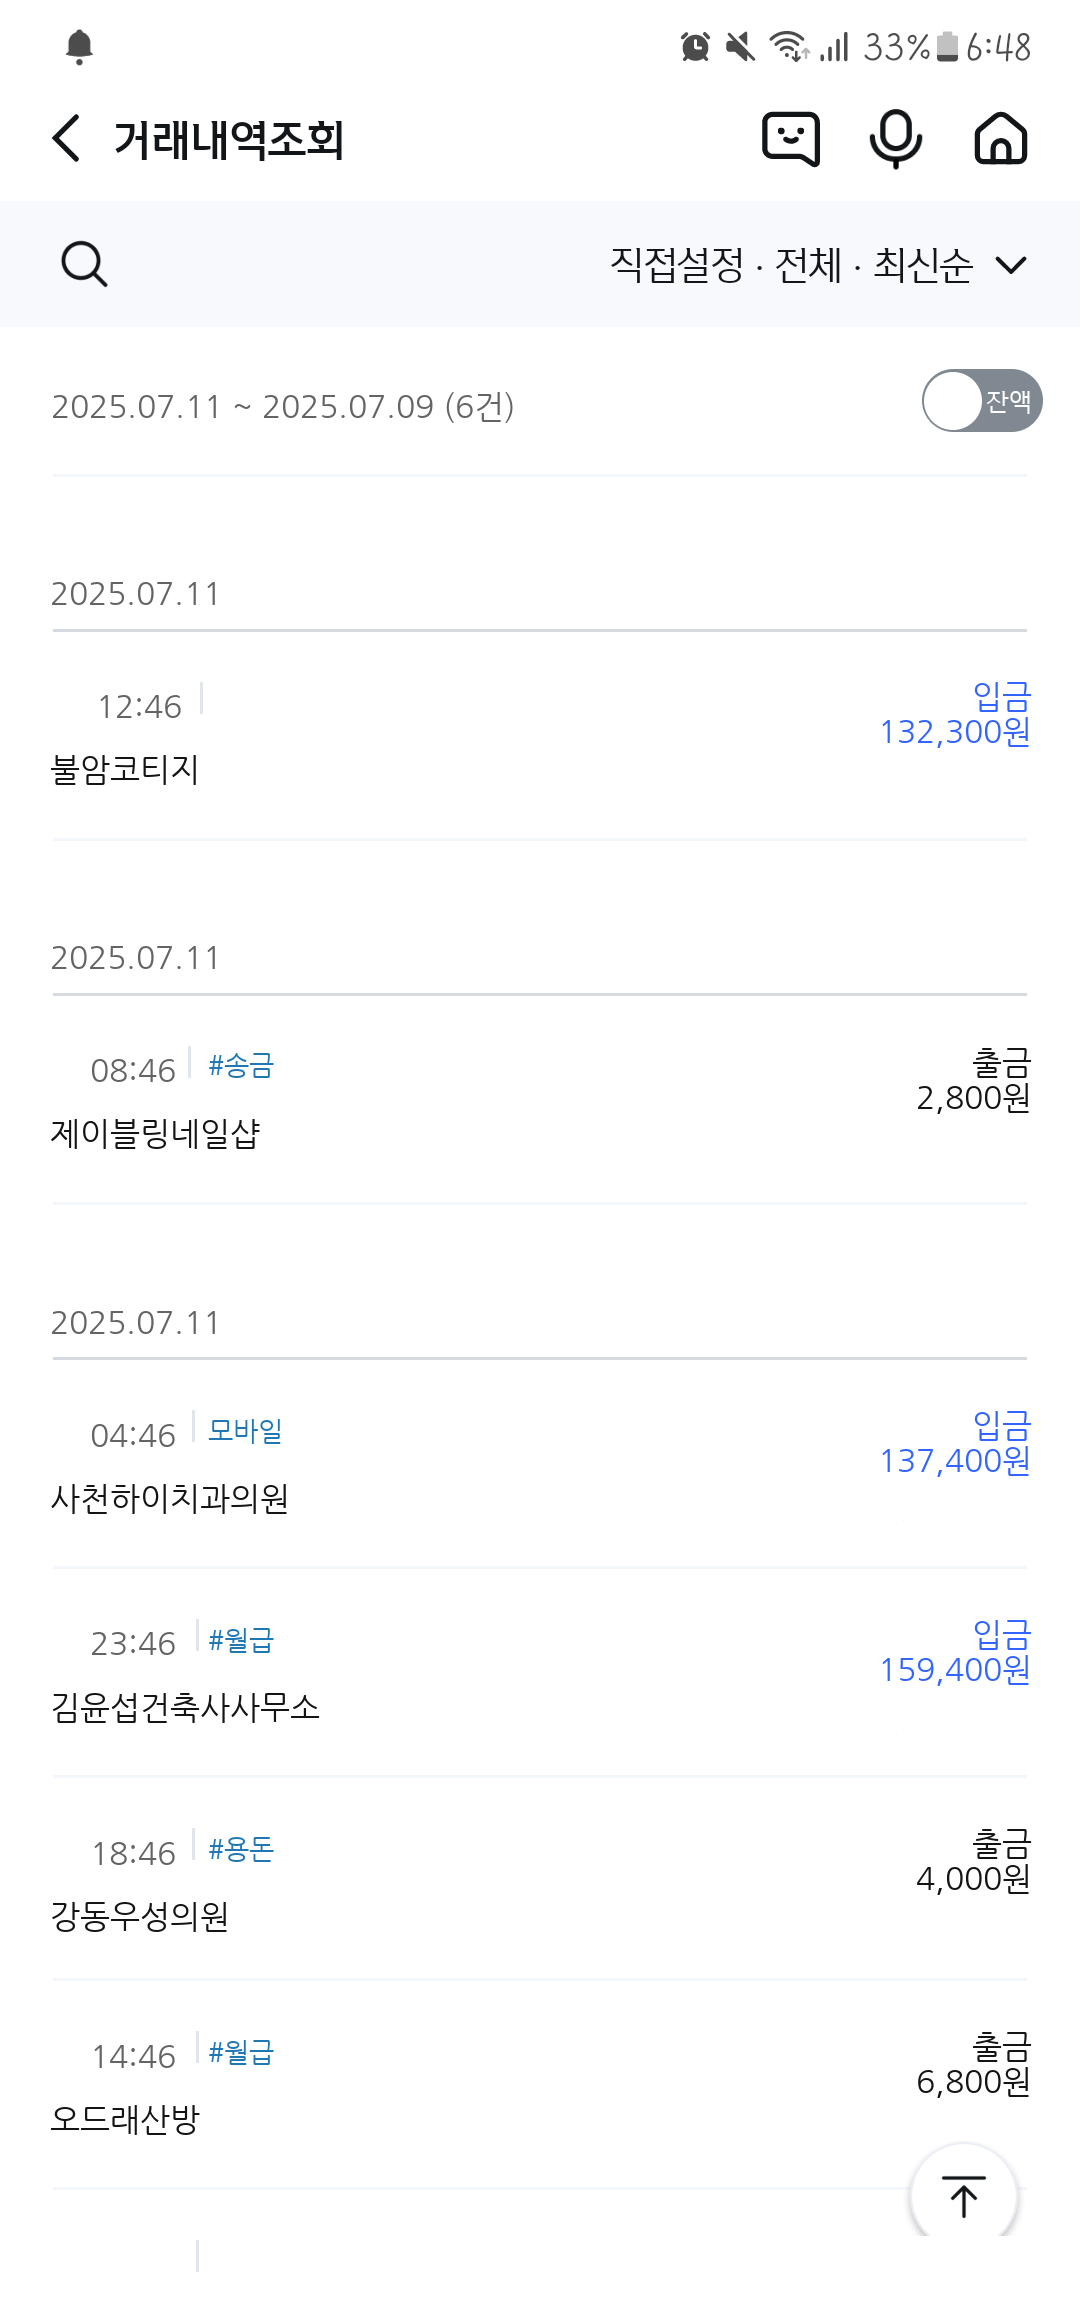 33% 6:48
거래내역조회
직접설정 · 전체 · 최신순
2025.07.11 ~ 2025.07.09 (6건)
잔액
2025.07.11
12:46
입금
132,300원
불암코티지
2025.07.11
08:46 #송금
출금
2,800원
제이블링네일샵
2025.07.11
04:46 모바일
입금
137,400원
사천하이치과의원
23:46 #월급
입금
159,400원
김윤섭건축사사무소
18:46 #용돈
출금
4,000원
강동우성의원
14:46 #월급
출금
6,800원
오드래산방